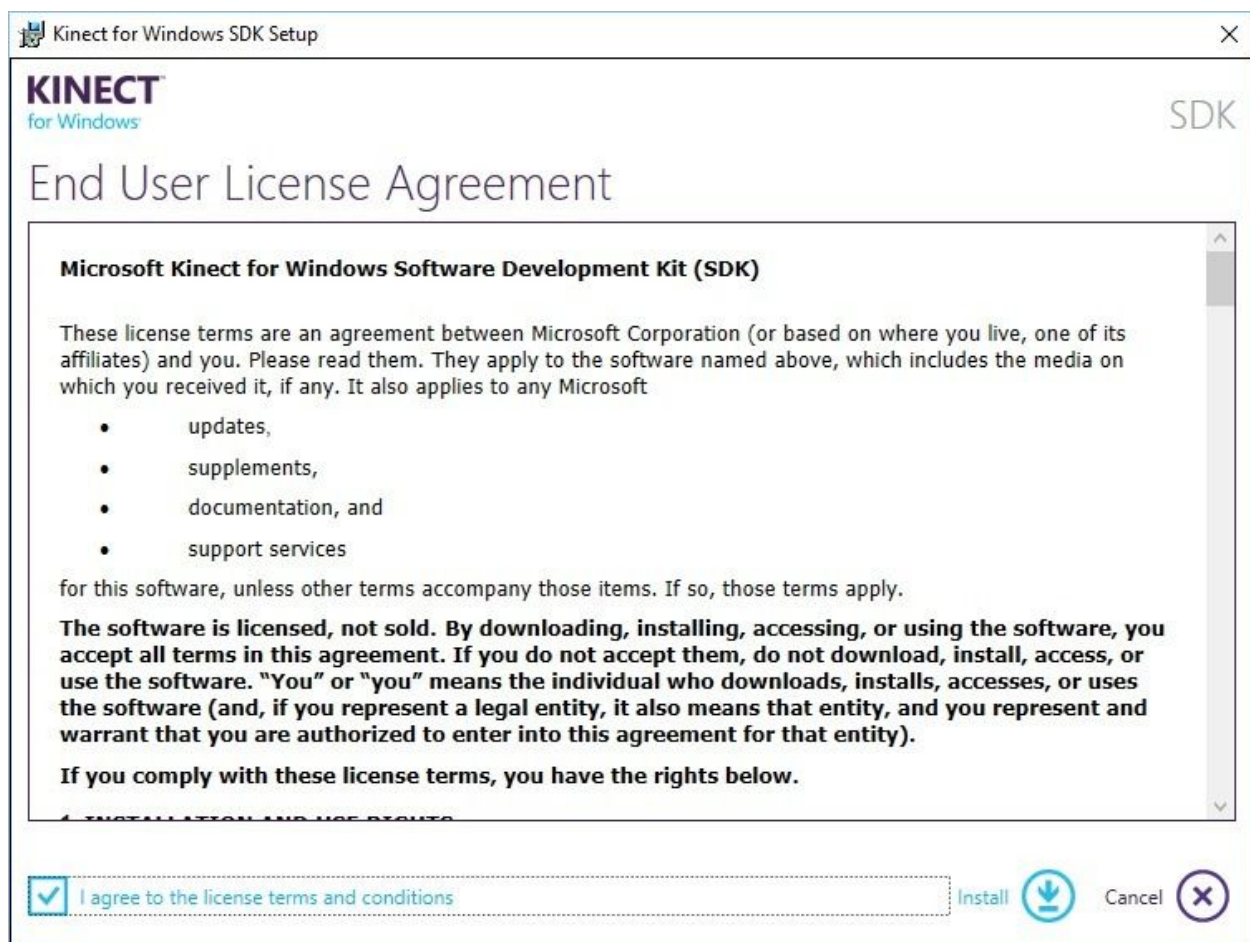 Kinect for Windows SDK Setup
KINECT
for Windows
SDK
End User License Agreement
Microsoft Kinect for Windows Software Development Kit (SDK)
These license terms are an agreement between Microsoft Corporation (or based on where you live, one of its
affiliates) and you. Please read them. They apply to the software named above, which includes the media on
which you received it, if any. It also applies to any Microsoft
• updates,
• supplements,
• documentation, and
• support services
for this software, unless other terms accompany those items. If so, those terms apply.
The software is licensed, not sold. By downloading, installing, accessing, or using the software, you
accept all terms in this agreement. If you do not accept them, do not download, install, access, or
use the software. “You” or “you” means the individual who downloads, installs, accesses, or uses
the software (and, if you represent a legal entity, it also means that entity, and you represent and
warrant that you are authorized to enter into this agreement for that entity).
If you comply with these license terms, you have the rights below.
1. INSTALLATION AND USE RIGHTS
I agree to the license terms and conditions
Install
Cancel